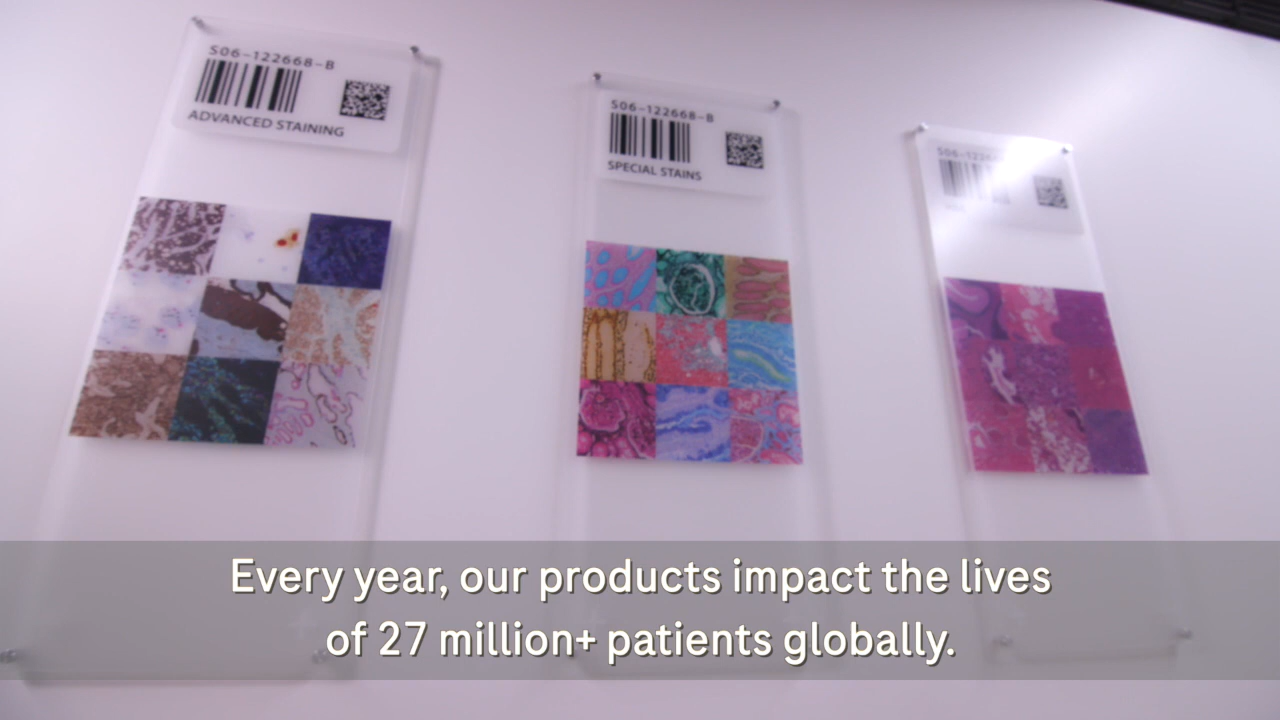 S06-122668-B
ADVANCED STAINING
S06-122668-B
SPECIAL STAINS
Every year, our products impact the lives
of 27 million+ patients globally.